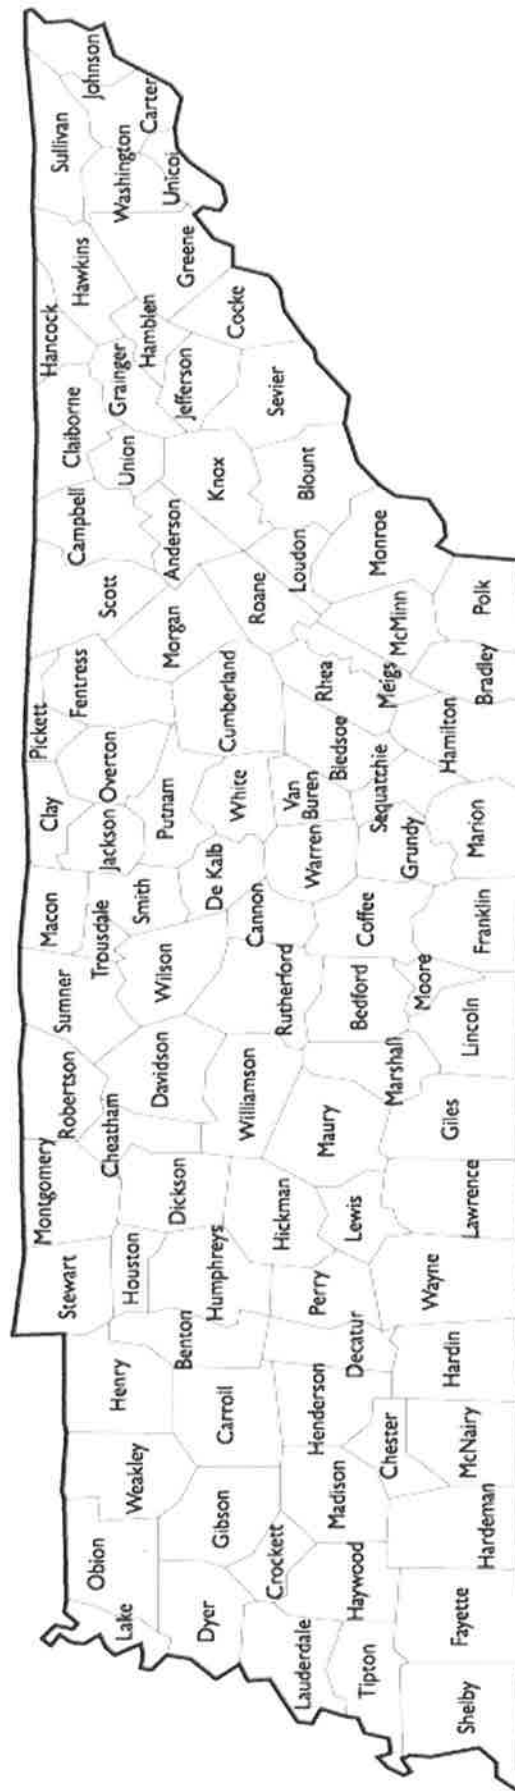 Lake
Obion
Weakley
Henry
Stewart
Montgomery
Robertson
Sumner
Macon
Clay
Pickett
Fentress
Scott
Campbell
Claiborne
Hancock
Hawkins
Sullivan
Johnson
Carter
Washington
Unicoi
Greene
Hamblen
Grainger
Union
Anderson
Morgan
Overton
Jackson
Trousdale
Smith
Putnam
Wilson
Davidson
Cheatham
Dickson
Houston
Humphreys
Benton
Carroll
Gibson
Dyer
Lauderdale
Crockett
Haywood
Madison
Henderson
Decatur
Perry
Hickman
Lewis
Maury
Williamson
Rutherford
Cannon
De Kalb
White
Warren
Van
Buren
Cumberland
Bledsoe
Rhea
Roane
Loudon
Knox
Jefferson
Cocke
Sevier
Blount
Monroe
McMinn
Meigs
Sequatchie
Grundy
Coffee
Bedford
Moore
Marshall
Tipton
Shelby
Fayette
Hardeman
Chester
McNairy
Hardin
Wayne
Lawrence
Giles
Lincoln
Franklin
Marion
Hamilton
Bradley
Polk